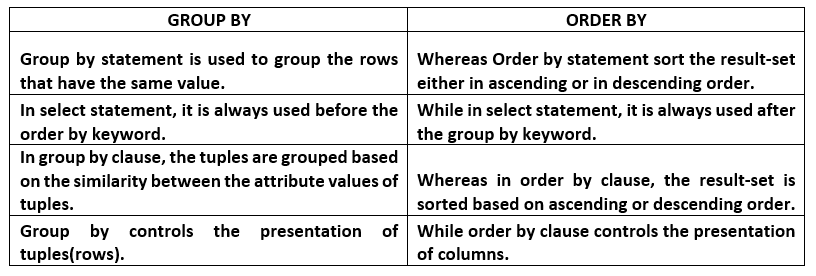 GROUP BY
ORDER BY
Group by statement is used to group the rows
that have the same value.
Whereas Order by statement sort the result-set
either in ascending or in descending order.
In select statement, it is always used before the
order by keyword.
While in select statement, it is always used after
the group by keyword.
In group by clause, the tuples are grouped based
on the similarity between the attribute values of
tuples.
Whereas in order by clause, the result-set is
sorted based on ascending or descending order.
Group by controls the presentation of
tuples(rows).
While order by clause controls the presentation
of columns.